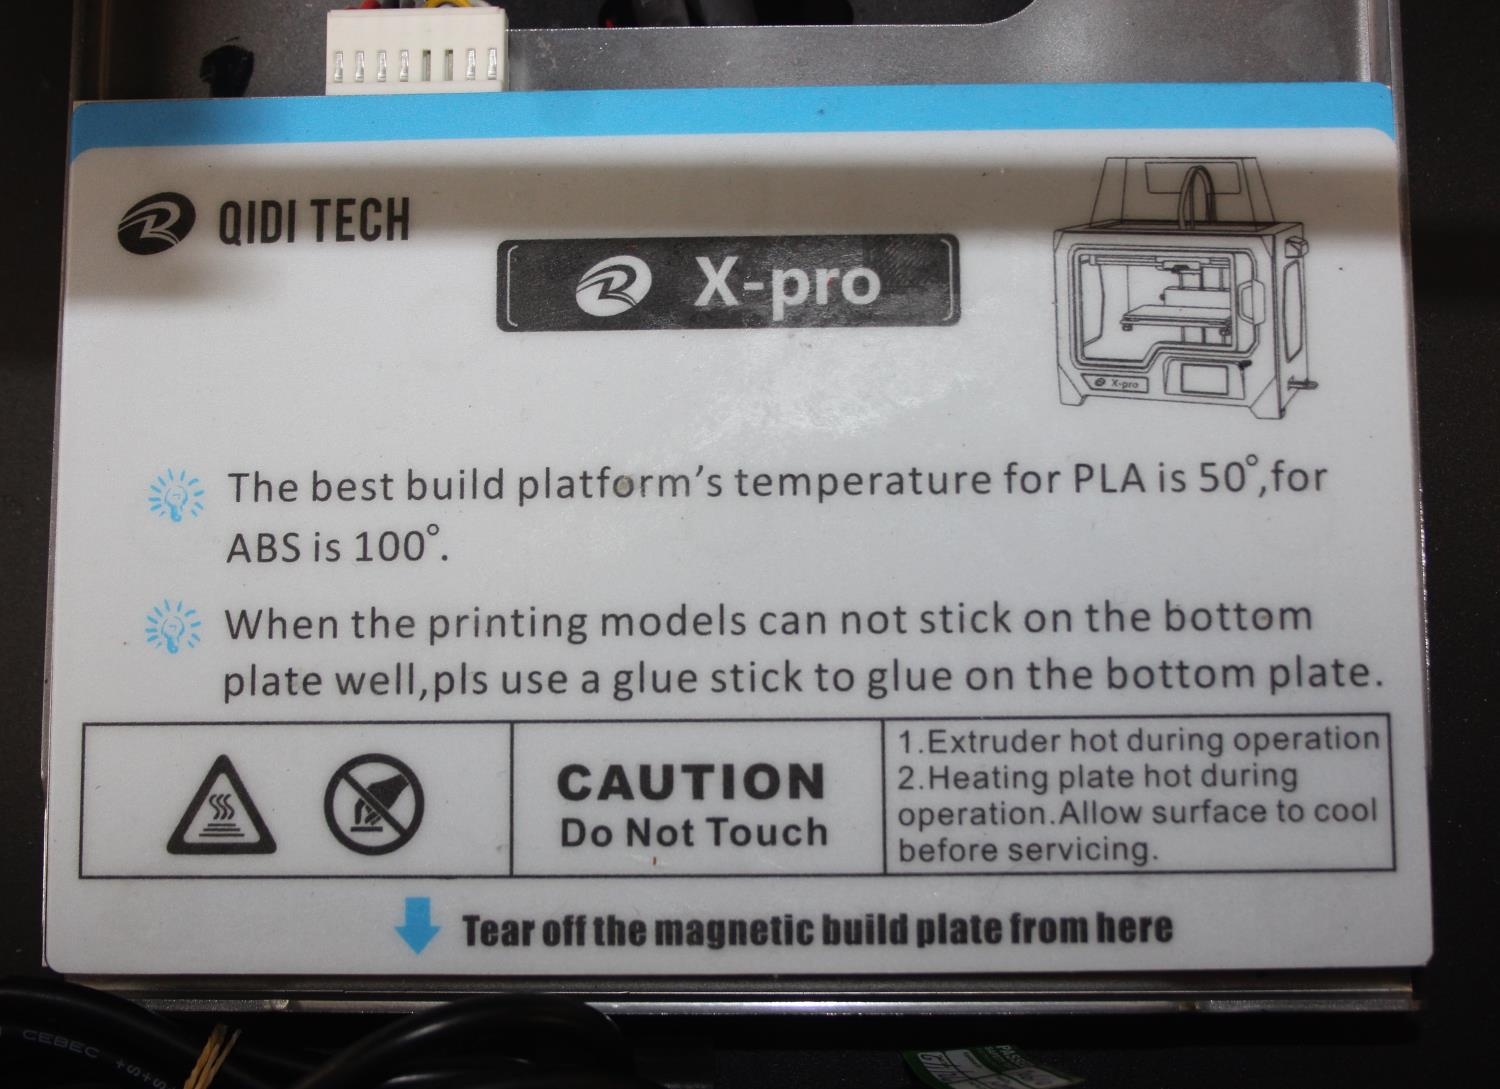 QIDI TECH
X-pro
X-pro
The best build platform's temperature for PLA is 50°,for
ABS is 100°.
When the printing models can not stick on the bottom
plate well,pls use a glue stick to glue on the bottom plate.
CAUTION
Do Not Touch
1.Extruder hot during operation
2.Heating plate hot during
operation.Allow surface to cool
before servicing.
Tear off the magnetic build plate from here
CEBEC